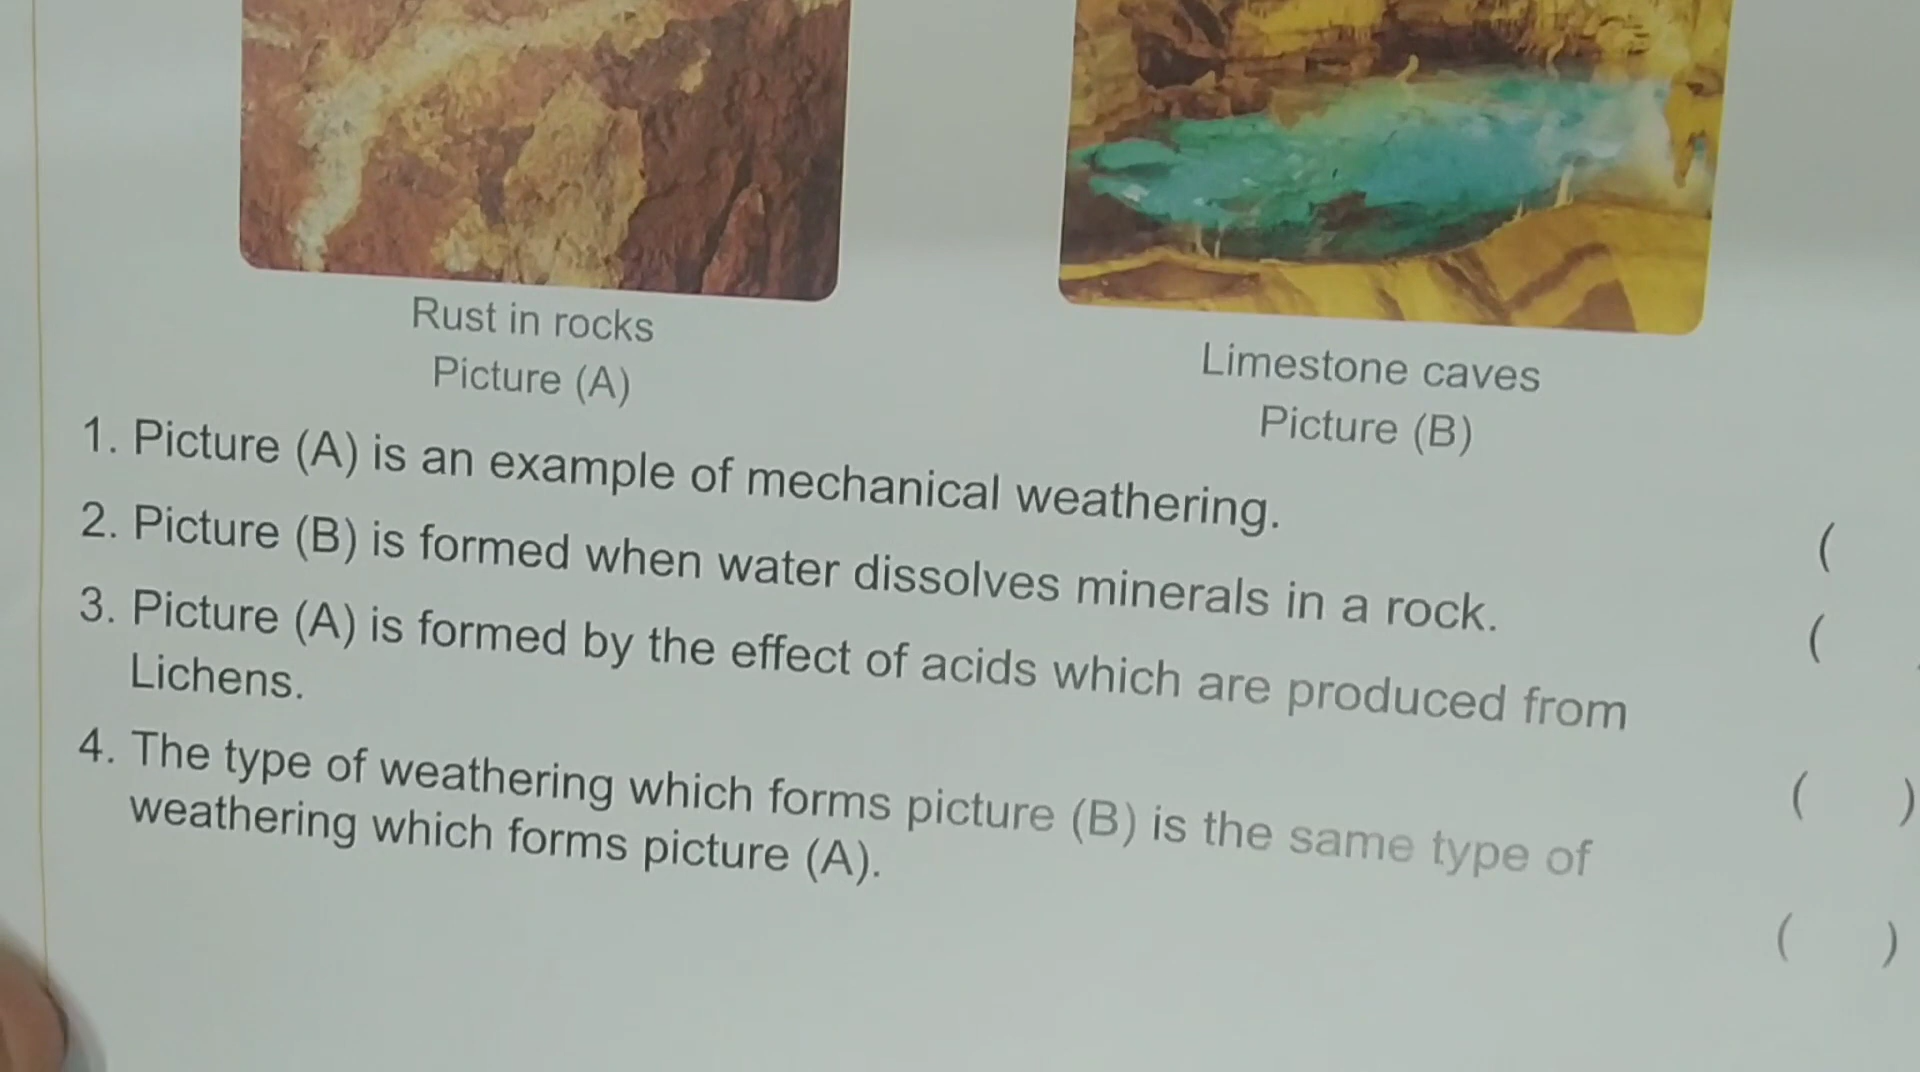 Rust in rocks
Picture (A)
Limestone caves
Picture (B)
1. Picture (A) is an example of mechanical weathering.
(
2. Picture (B) is formed when water dissolves minerals in a rock.
(
3. Picture (A) is formed by the effect of acids which are produced from
Lichens.
( )
4. The type of weathering which forms picture (B) is the same type of
weathering which forms picture (A).
( )